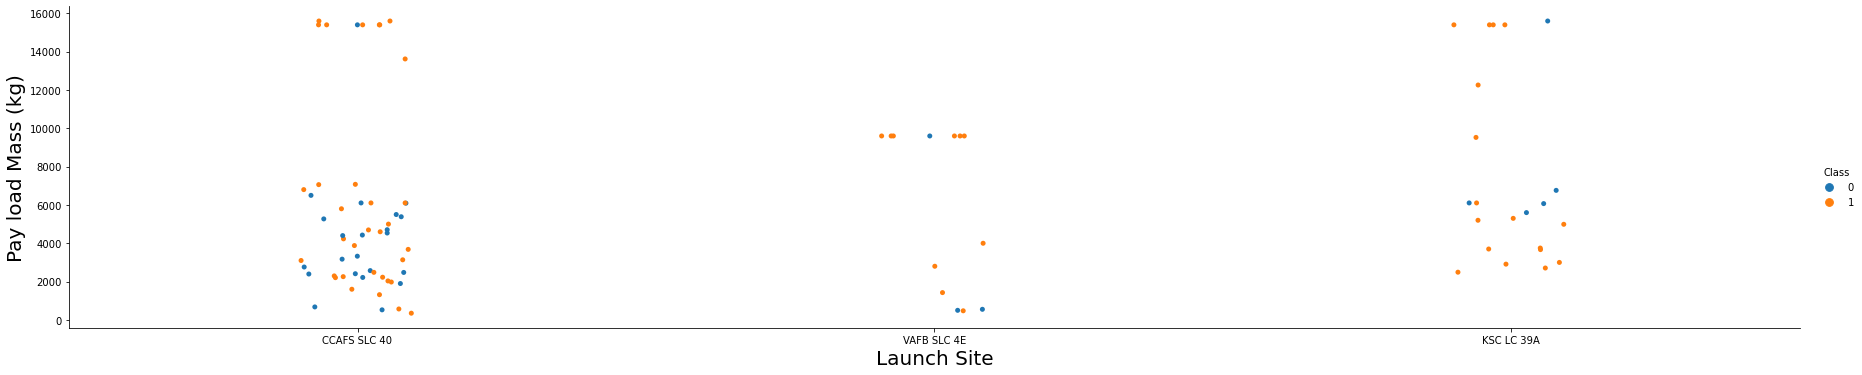 Pay load Mass (kg)
16000
14000
12000
10000
8000
6000
4000
2000
0
CCAFS SLC 40
VAFB SLC 4E
KSC LC 39A
Launch Site
Class
0
1